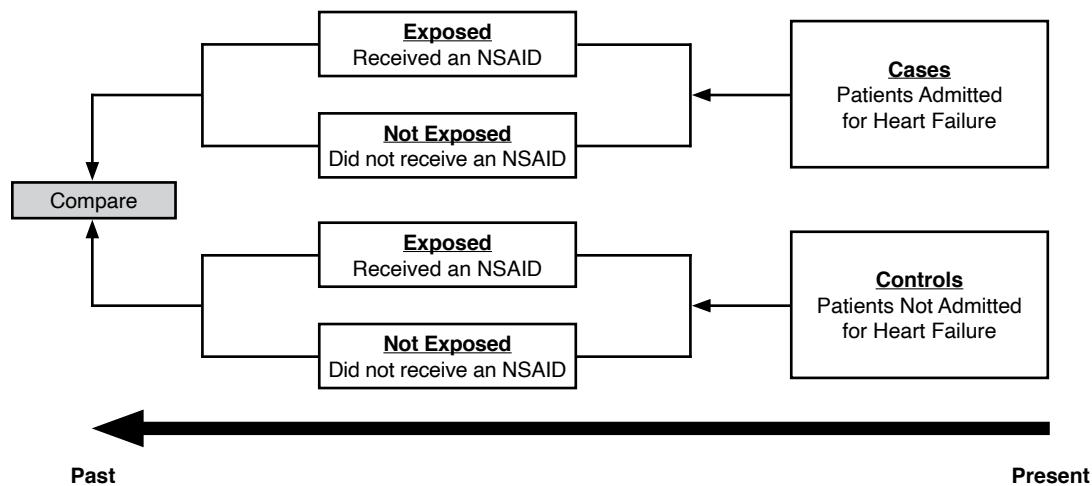 Exposed
Received an NSAID
Cases
Patients Admitted
for Heart Failure
Not Exposed
Did not receive an NSAID
Compare
Exposed
Received an NSAID
Controls
Patients Not Admitted
for Heart Failure
Not Exposed
Did not receive an NSAID
Past
Present